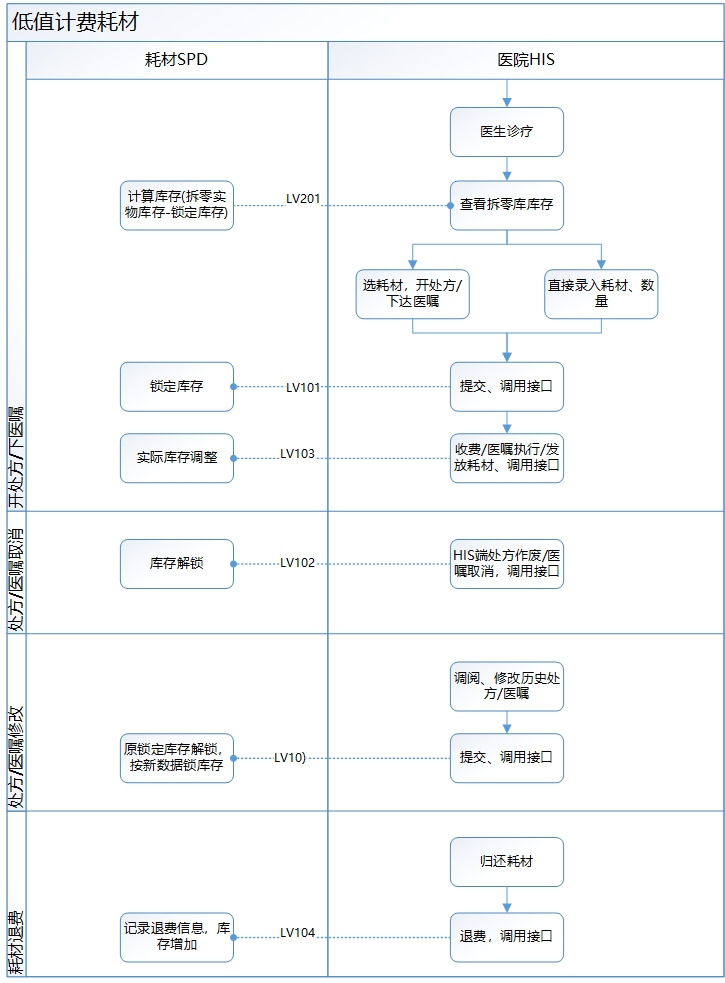 低值计费耗材
耗材SPD
医院HIS
开处方/下医嘱
医生诊疗
计算库存(拆零实
物库存-锁定库存)
LV201
查看拆零库库存
选耗材，开处方/
下达医嘱
直接录入耗材、数
量
锁定库存
LV101
提交、调用接口
实际库存调整
LV103
收费/医嘱执行/发
放耗材、调用接口
处方/医嘱取消
库存解锁
LV102
HIS端处方作废/医
嘱取消，调用接口
处方/医嘱修改
调阅、修改历史处
方/医嘱
原锁定库存解锁，
按新数据锁库存
LV10)
提交、调用接口
耗材退费
归还耗材
记录退费信息，库
存增加
LV104
退费，调用接口